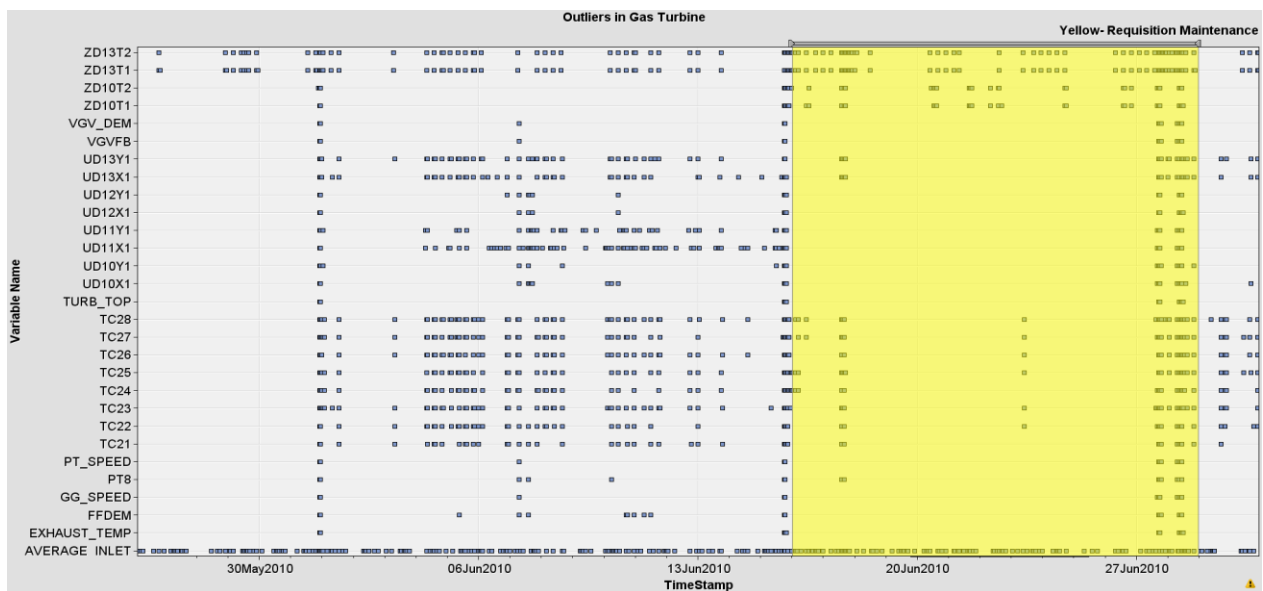 Outliers in Gas Turbine
Yellow- Requisition Maintenance
Variable Name
ZD13T2
ZD13T1
ZD10T2
ZD10T1
VGV_DEM
VGVFB
UD13Y1
UD13X1
UD12Y1
UD12X1
UD11Y1
UD11X1
UD10Y1
UD10X1
TURB_TOP
TC28
TC27
TC26
TC25
TC24
TC23
TC22
TC21
PT_SPEED
PT8
GG_SPEED
FFDEM
EXHAUST_TEMP
AVERAGE_INLET
30May2010 06Jun2010 13Jun2010 20Jun2010 27Jun2010
TimeStamp